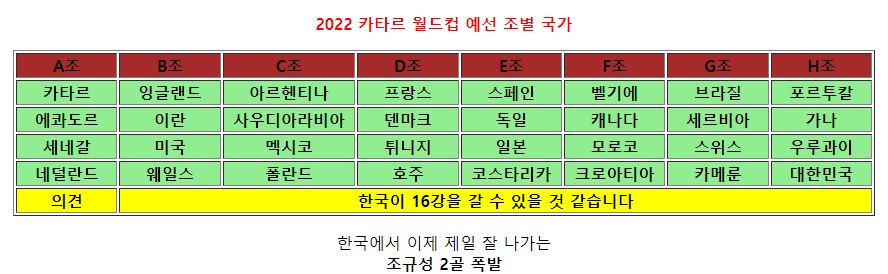 2022 카타르 월드컵 예선 조별 국가
A조 B조 C조 D조 E조 F조 G조 H조
카타르 잉글랜드 아르헨티나 프랑스 스페인 벨기에 브라질 포르투칼
에콰도르 이란 사우디아라비아 덴마크 독일 캐나다 세르비아 가나
세네갈 미국 멕시코 튀니지 일본 모로코 스위스 우루과이
네덜란드 웨일스 폴란드 호주 코스타리카 크로아티아 카메룬 대한민국
의견 한국이 16강을 갈 수 있을 것 같습니다
한국에서 이제 제일 잘 나가는
조규성 2골 폭발